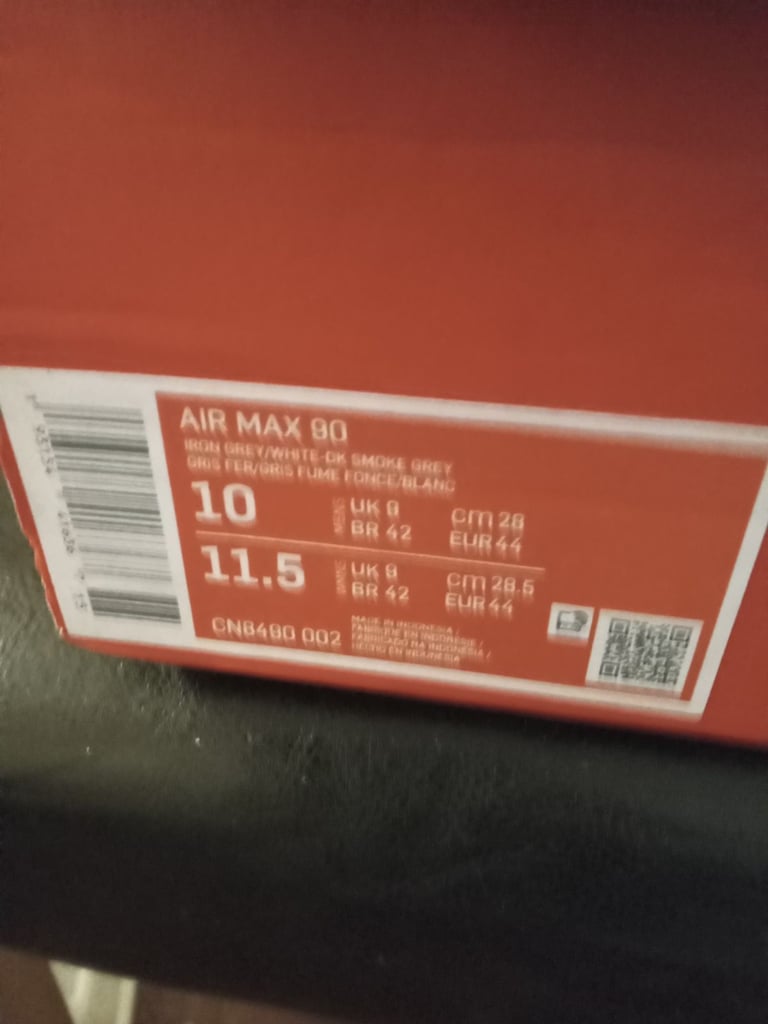 AIR MAX 90
IRON GREY/WHITE-DK SMOKE GREY
GRIS FER/GRIS FUME FONCE/BLANC
10
MENS
UK 9
BR 42
cm 28
EUR 44
11.5
UK 9
BR 42
cm 28.5
EUR 44
CN8490 002
MADE IN INDONESIA /
FABRIQUE EN INDONESIE /
FABRICADO NA INDONESIA /
HECHO EN INDONESIA